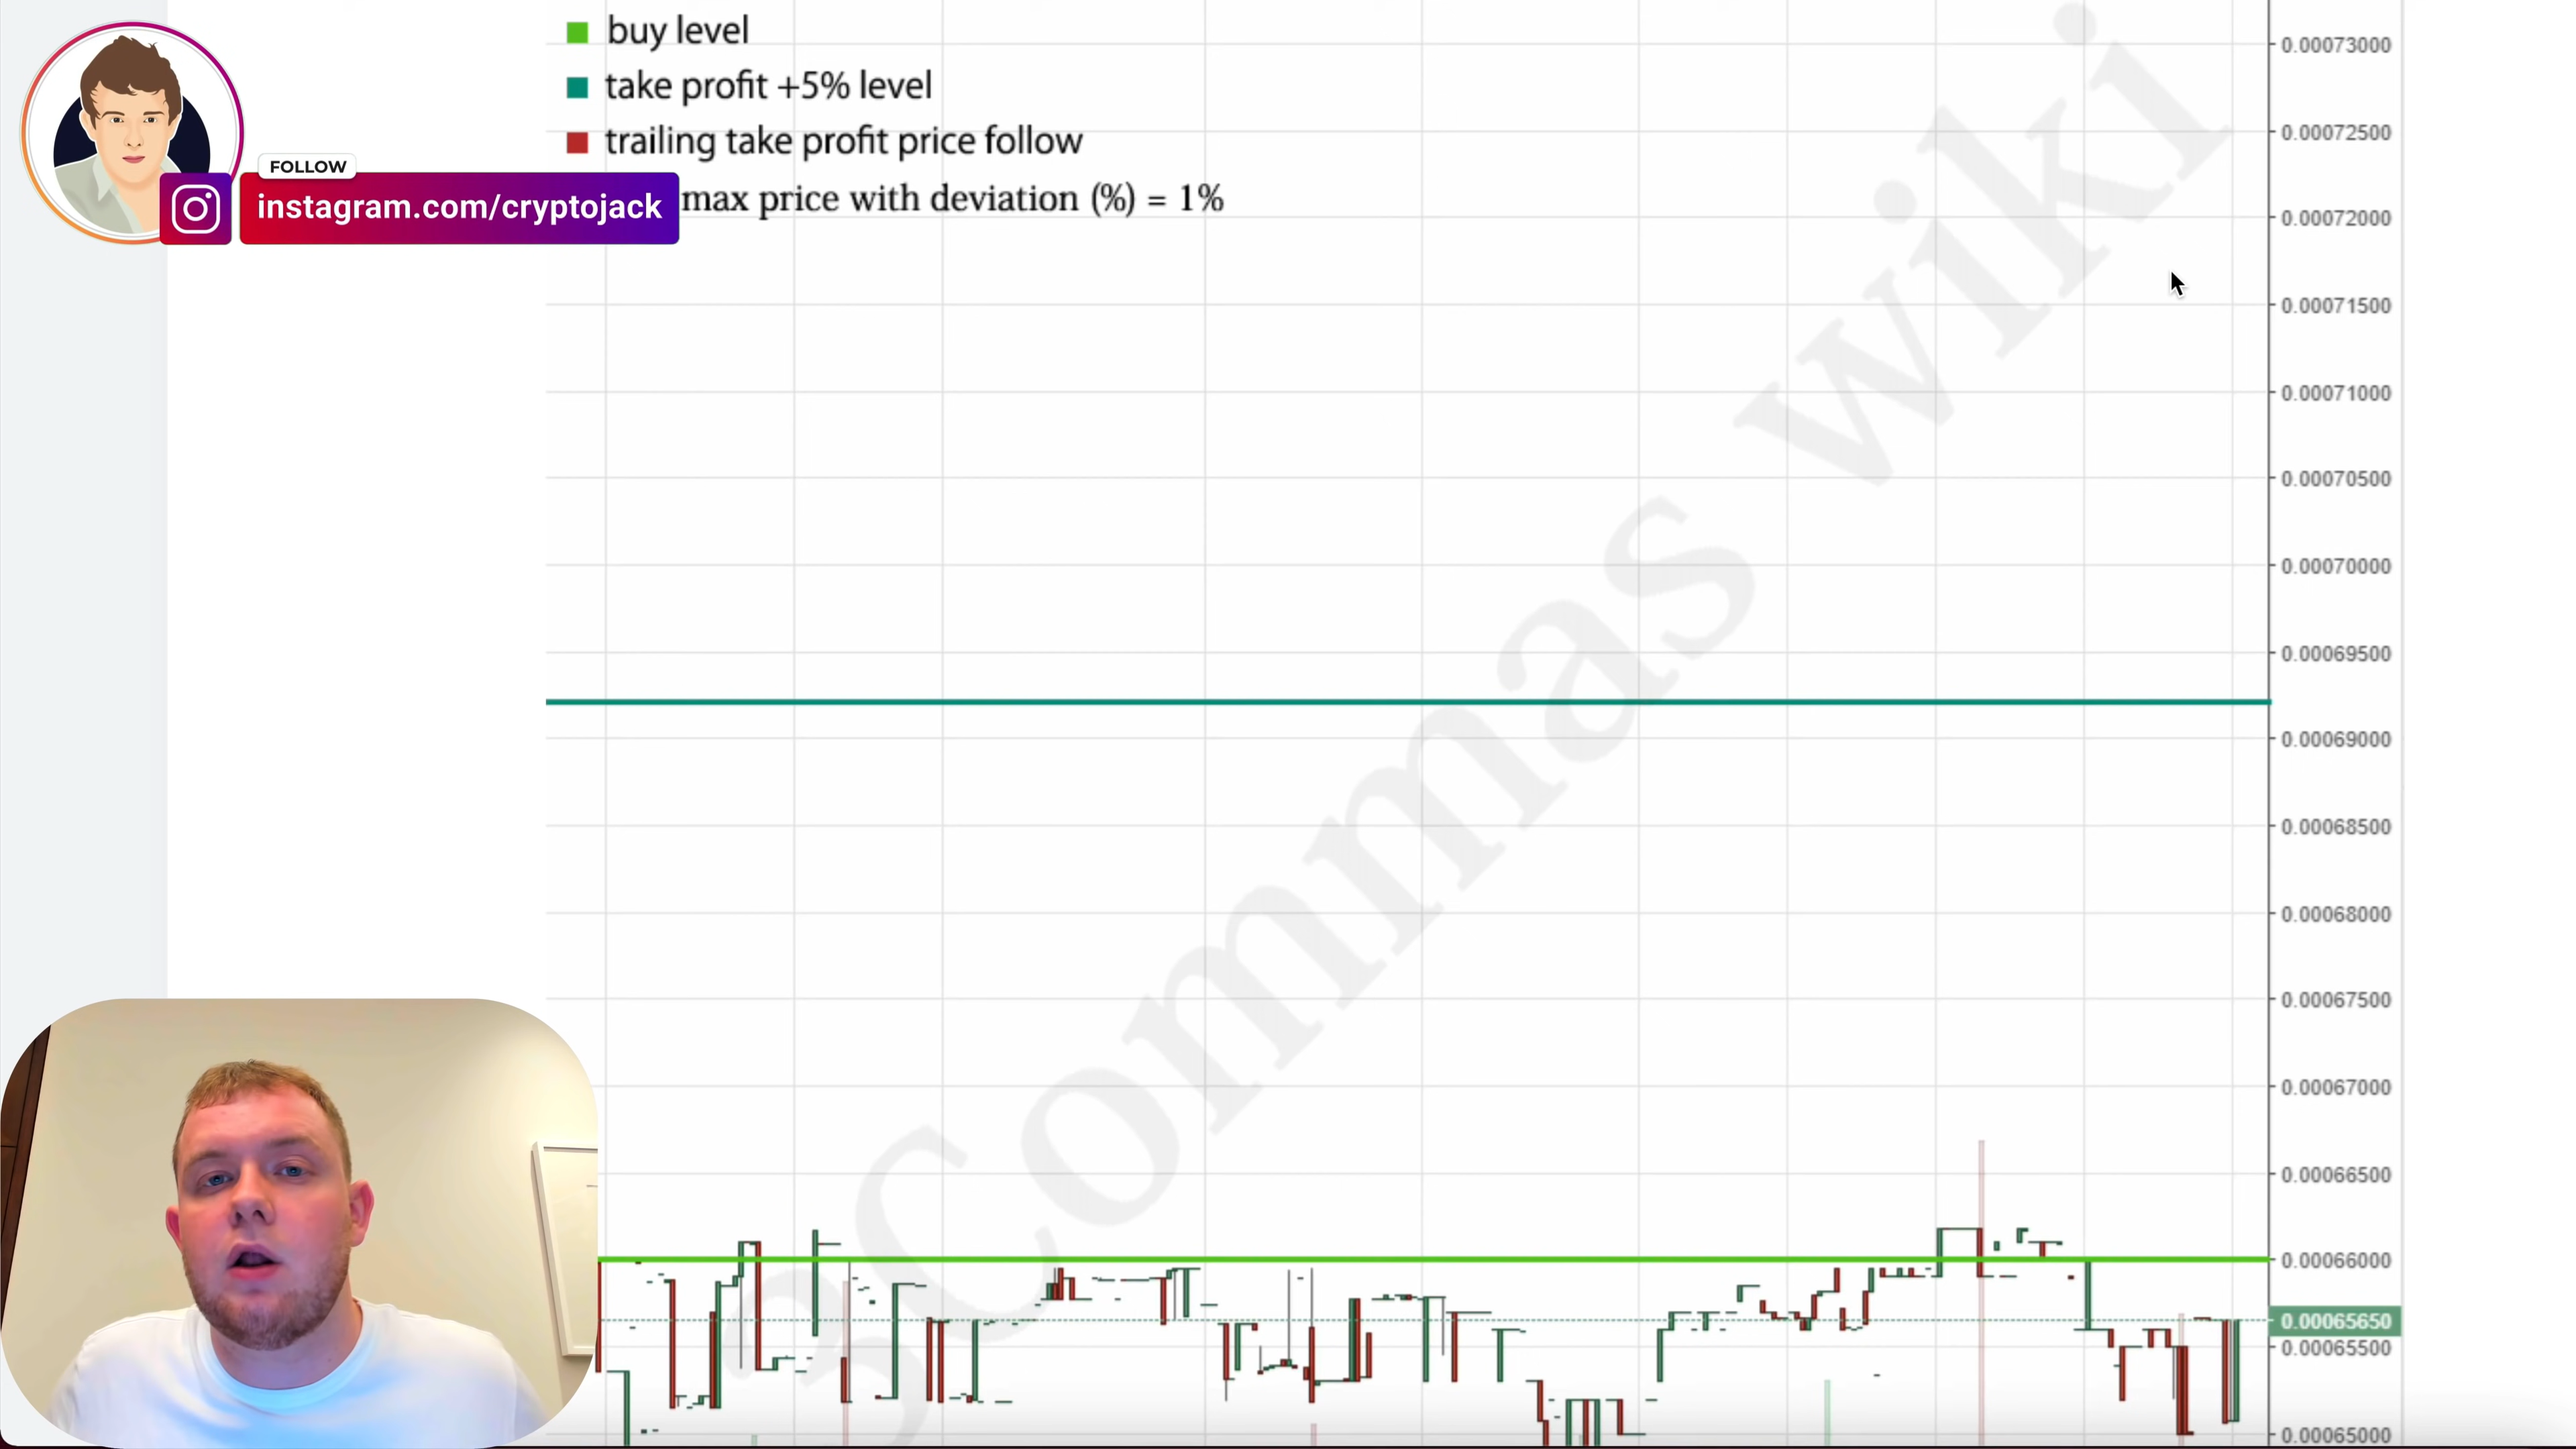 buy level
take profit +5% level
trailing take profit price follow
max price with deviation (%) = 1%
FOLLOW
instagram.com/cryptojack
3Commas wiki
0.00073000
0.00072500
0.00072000
0.00071500
0.00071000
0.00070500
0.00070000
0.00069500
0.00069000
0.00068500
0.00068000
0.00067500
0.00067000
0.00066500
0.00066000
0.00065650
0.00065500
0.00065000